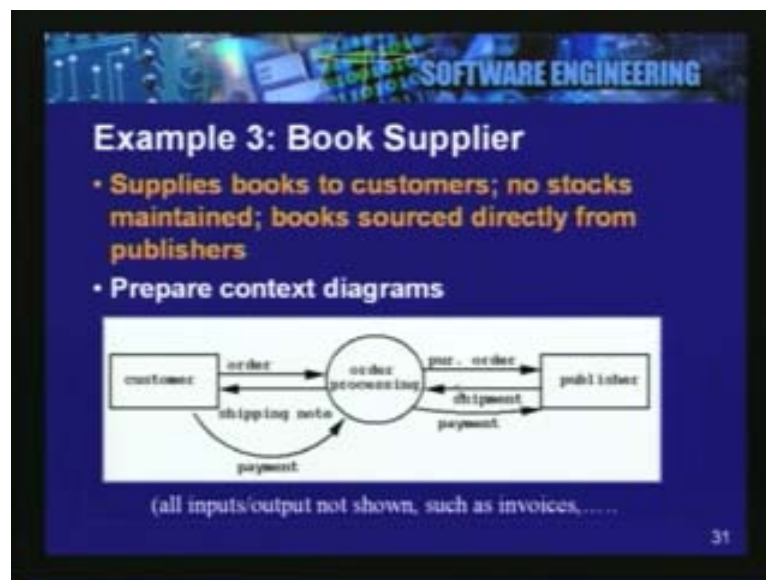 SOFTWARE ENGINEERING
Example 3: Book Supplier
• Supplies books to customers; no stocks
maintained; books sourced directly from
publishers
• Prepare context diagrams
customer
order
shipping note
payment
order
processing
pur. order
shipment
payment
publisher
(all inputs/output not shown, such as invoices,.....
31